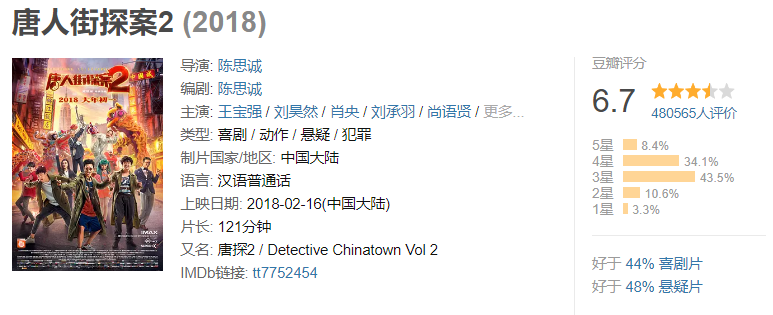 唐人街探案2 (2018)
唐人街探案2
2018 大年初一
IMAX
导演: 陈思诚
编剧: 陈思诚
主演: 王宝强 / 刘昊然 / 肖央 / 刘承羽 / 尚语贤 / 更多...
类型: 喜剧 / 动作 / 悬疑 / 犯罪
制片国家/地区: 中国大陆
语言: 汉语普通话
上映日期: 2018-02-16(中国大陆)
片长: 121分钟
又名: 唐探2 / Detective Chinatown Vol 2
IMDb链接: tt7752454
豆瓣评分
6.7
480565人评价
5星 8.4%
4星 34.1%
3星 43.5%
2星 10.6%
1星 3.3%
好于 44% 喜剧片
好于 48% 悬疑片